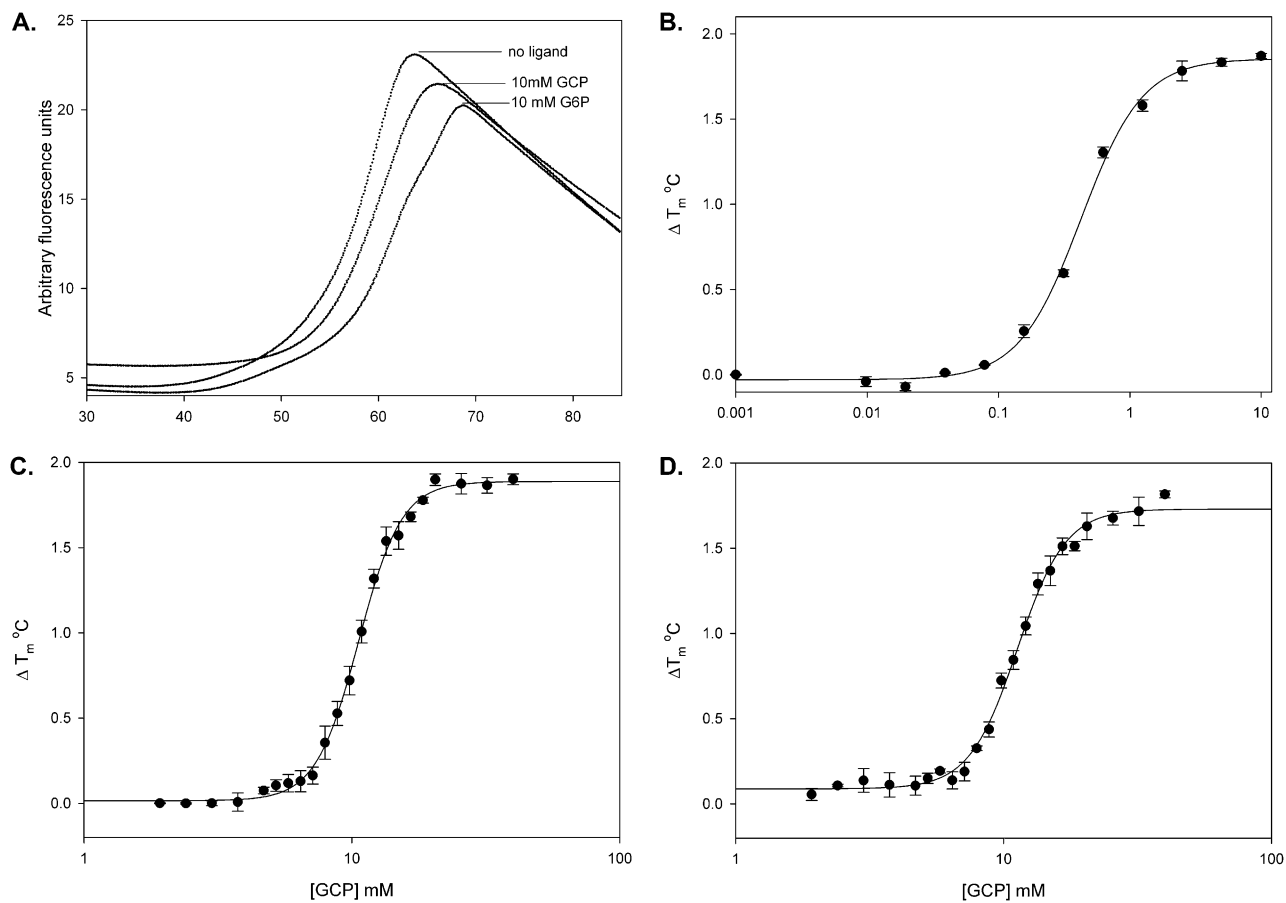 A.
25
20
15
10
5
Arbitrary fluorescence units
no ligand
10mM GCP
10 mM G6P
30 40 50 60 70 80
B.
2.0
1.5
1.0
0.5
0.0
Δ Tm °C
0.001 0.01 0.1 1 10
C.
2.0
1.5
1.0
0.5
0.0
Δ Tm °C
1 10 100
[GCP] mM
D.
2.0
1.5
1.0
0.5
0.0
ΔTm °C
1 10 100
[GCP] mM